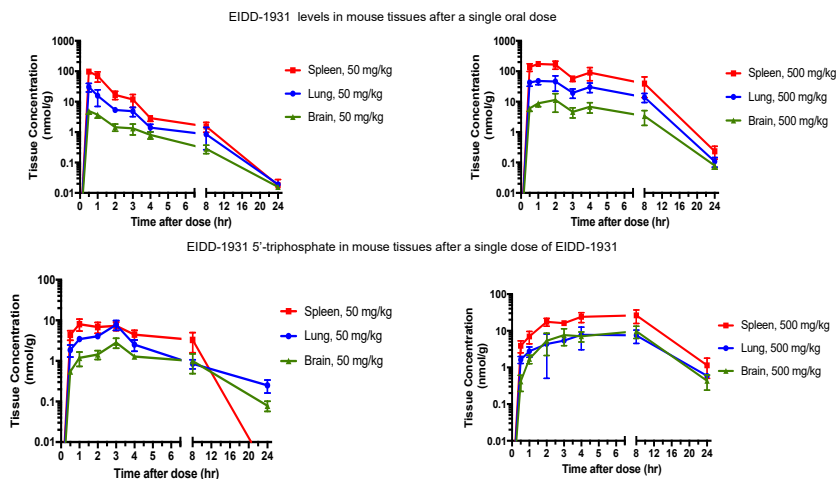 EIDD-1931 levels in mouse tissues after a single oral dose
1000
100
10
1
0.1
0.01
Tissue Concentration
(nmol/g)
0 1 2 3 4 5 6 8 12 16 20 24
Time after dose (hr)
Spleen, 50 mg/kg
Lung, 50 mg/kg
Brain, 50 mg/kg
1000
100
10
1
0.1
0.01
Tissue Concentration
(nmol/g)
0 1 2 3 4 5 6 8 12 16 20 24
Time after dose (hr)
Spleen, 500 mg/kg
Lung, 500 mg/kg
Brain, 500 mg/kg
EIDD-1931 5'-triphosphate in mouse tissues after a single dose of EIDD-1931
100
10
1
0.1
0.01
Tissue Concentration
(nmol/g)
0 1 2 3 4 5 6 8 12 16 20 24
Time after dose (hr)
Spleen, 50 mg/kg
Lung, 50 mg/kg
Brain, 50 mg/kg
100
10
1
0.1
0.01
Tissue Concentration
(nmol/g)
0 1 2 3 4 5 6 8 12 16 20 24
Time after dose (hr)
Spleen, 500 mg/kg
Lung, 500 mg/kg
Brain, 500 mg/kg